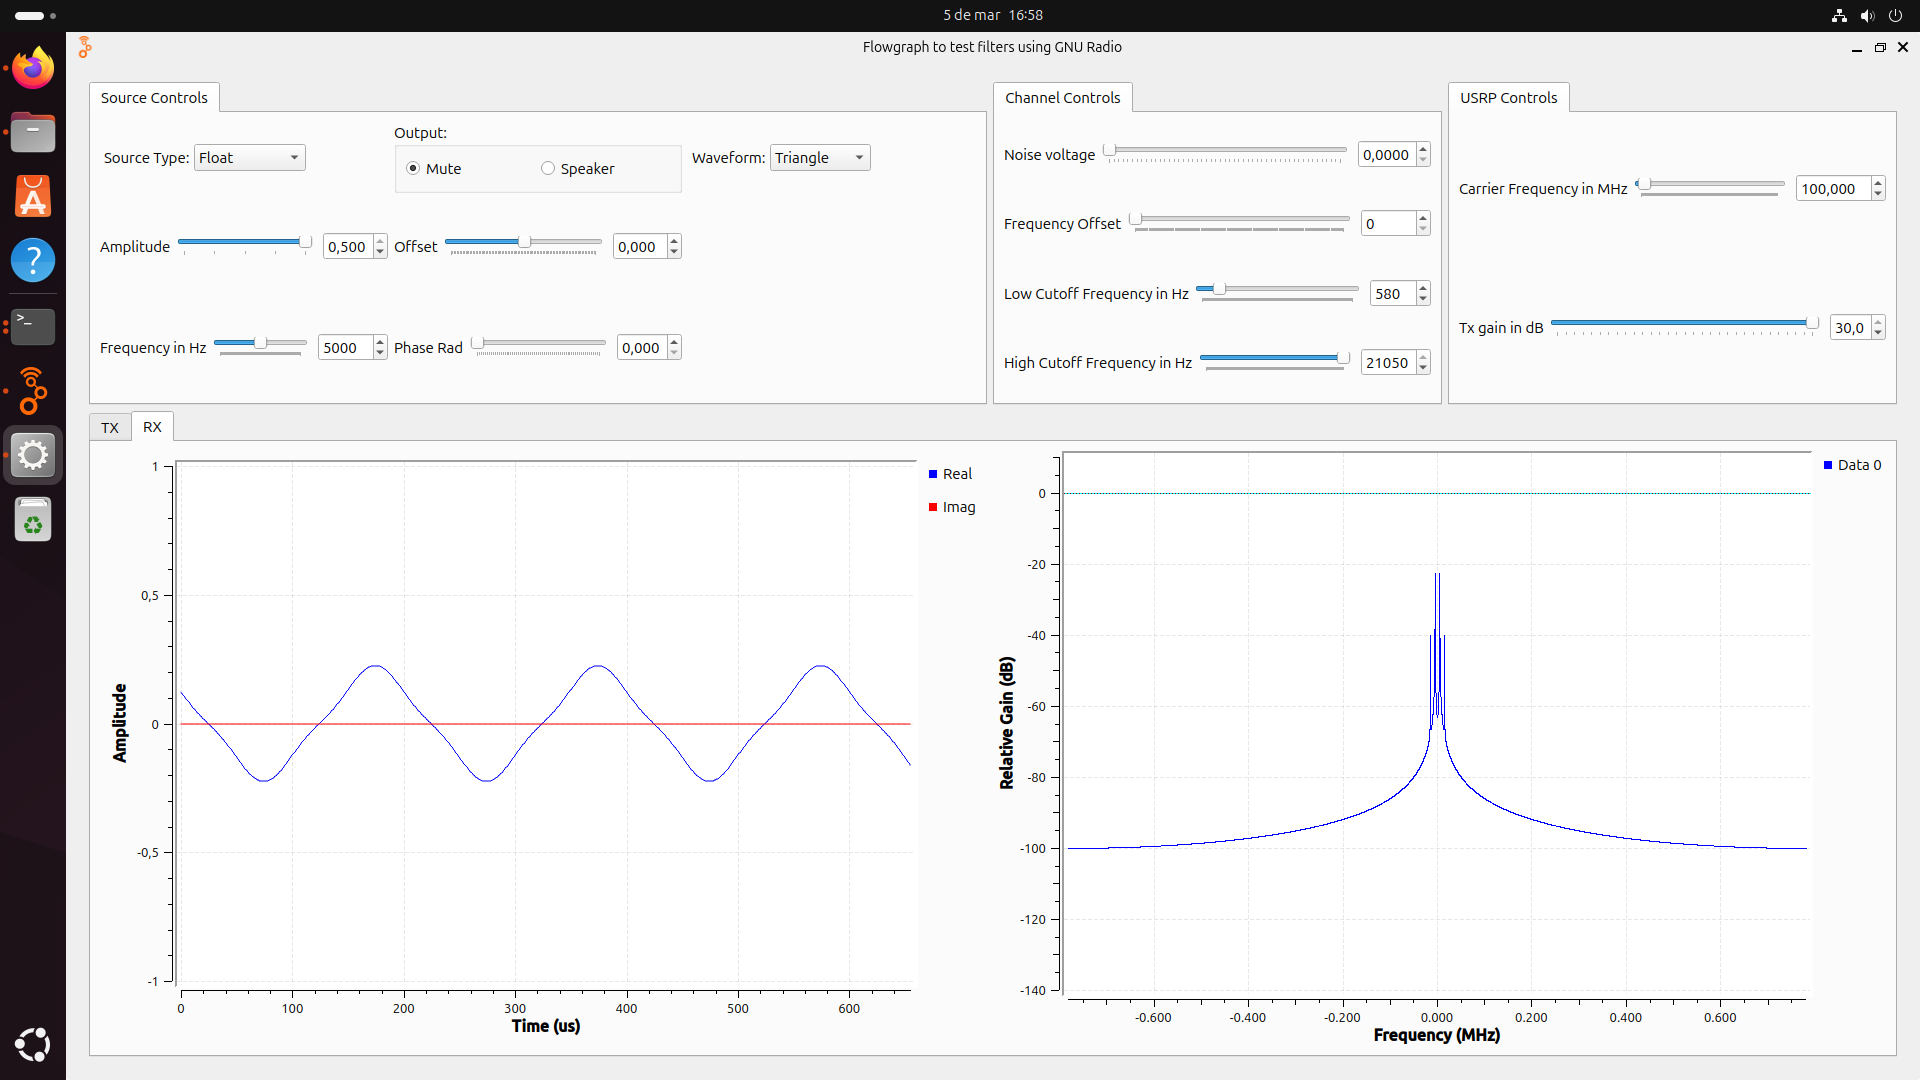 5 de mar 16:58
Flowgraph to test filters using GNU Radio
Source Controls
Source Type: Float
Output:
Mute
Speaker
Waveform: Triangle
Amplitude 0,500
Offset 0,000
Frequency in Hz 5000
Phase Rad 0,000
Channel Controls
Noise voltage 0,0000
Frequency Offset 0
Low Cutoff Frequency in Hz 580
High Cutoff Frequency in Hz 21050
USRP Controls
Carrier Frequency in MHz 100,000
Tx gain in dB 30,0
TX
RX
1
0,5
0
-0,5
-1
Amplitude
0 100 200 300 400 500 600
Time (us)
Real
Imag
0
-20
-40
-60
-80
-100
-120
-140
Relative Gain (dB)
-0.600 -0.400 -0.200 0.000 0.200 0.400 0.600
Frequency (MHz)
Data 0